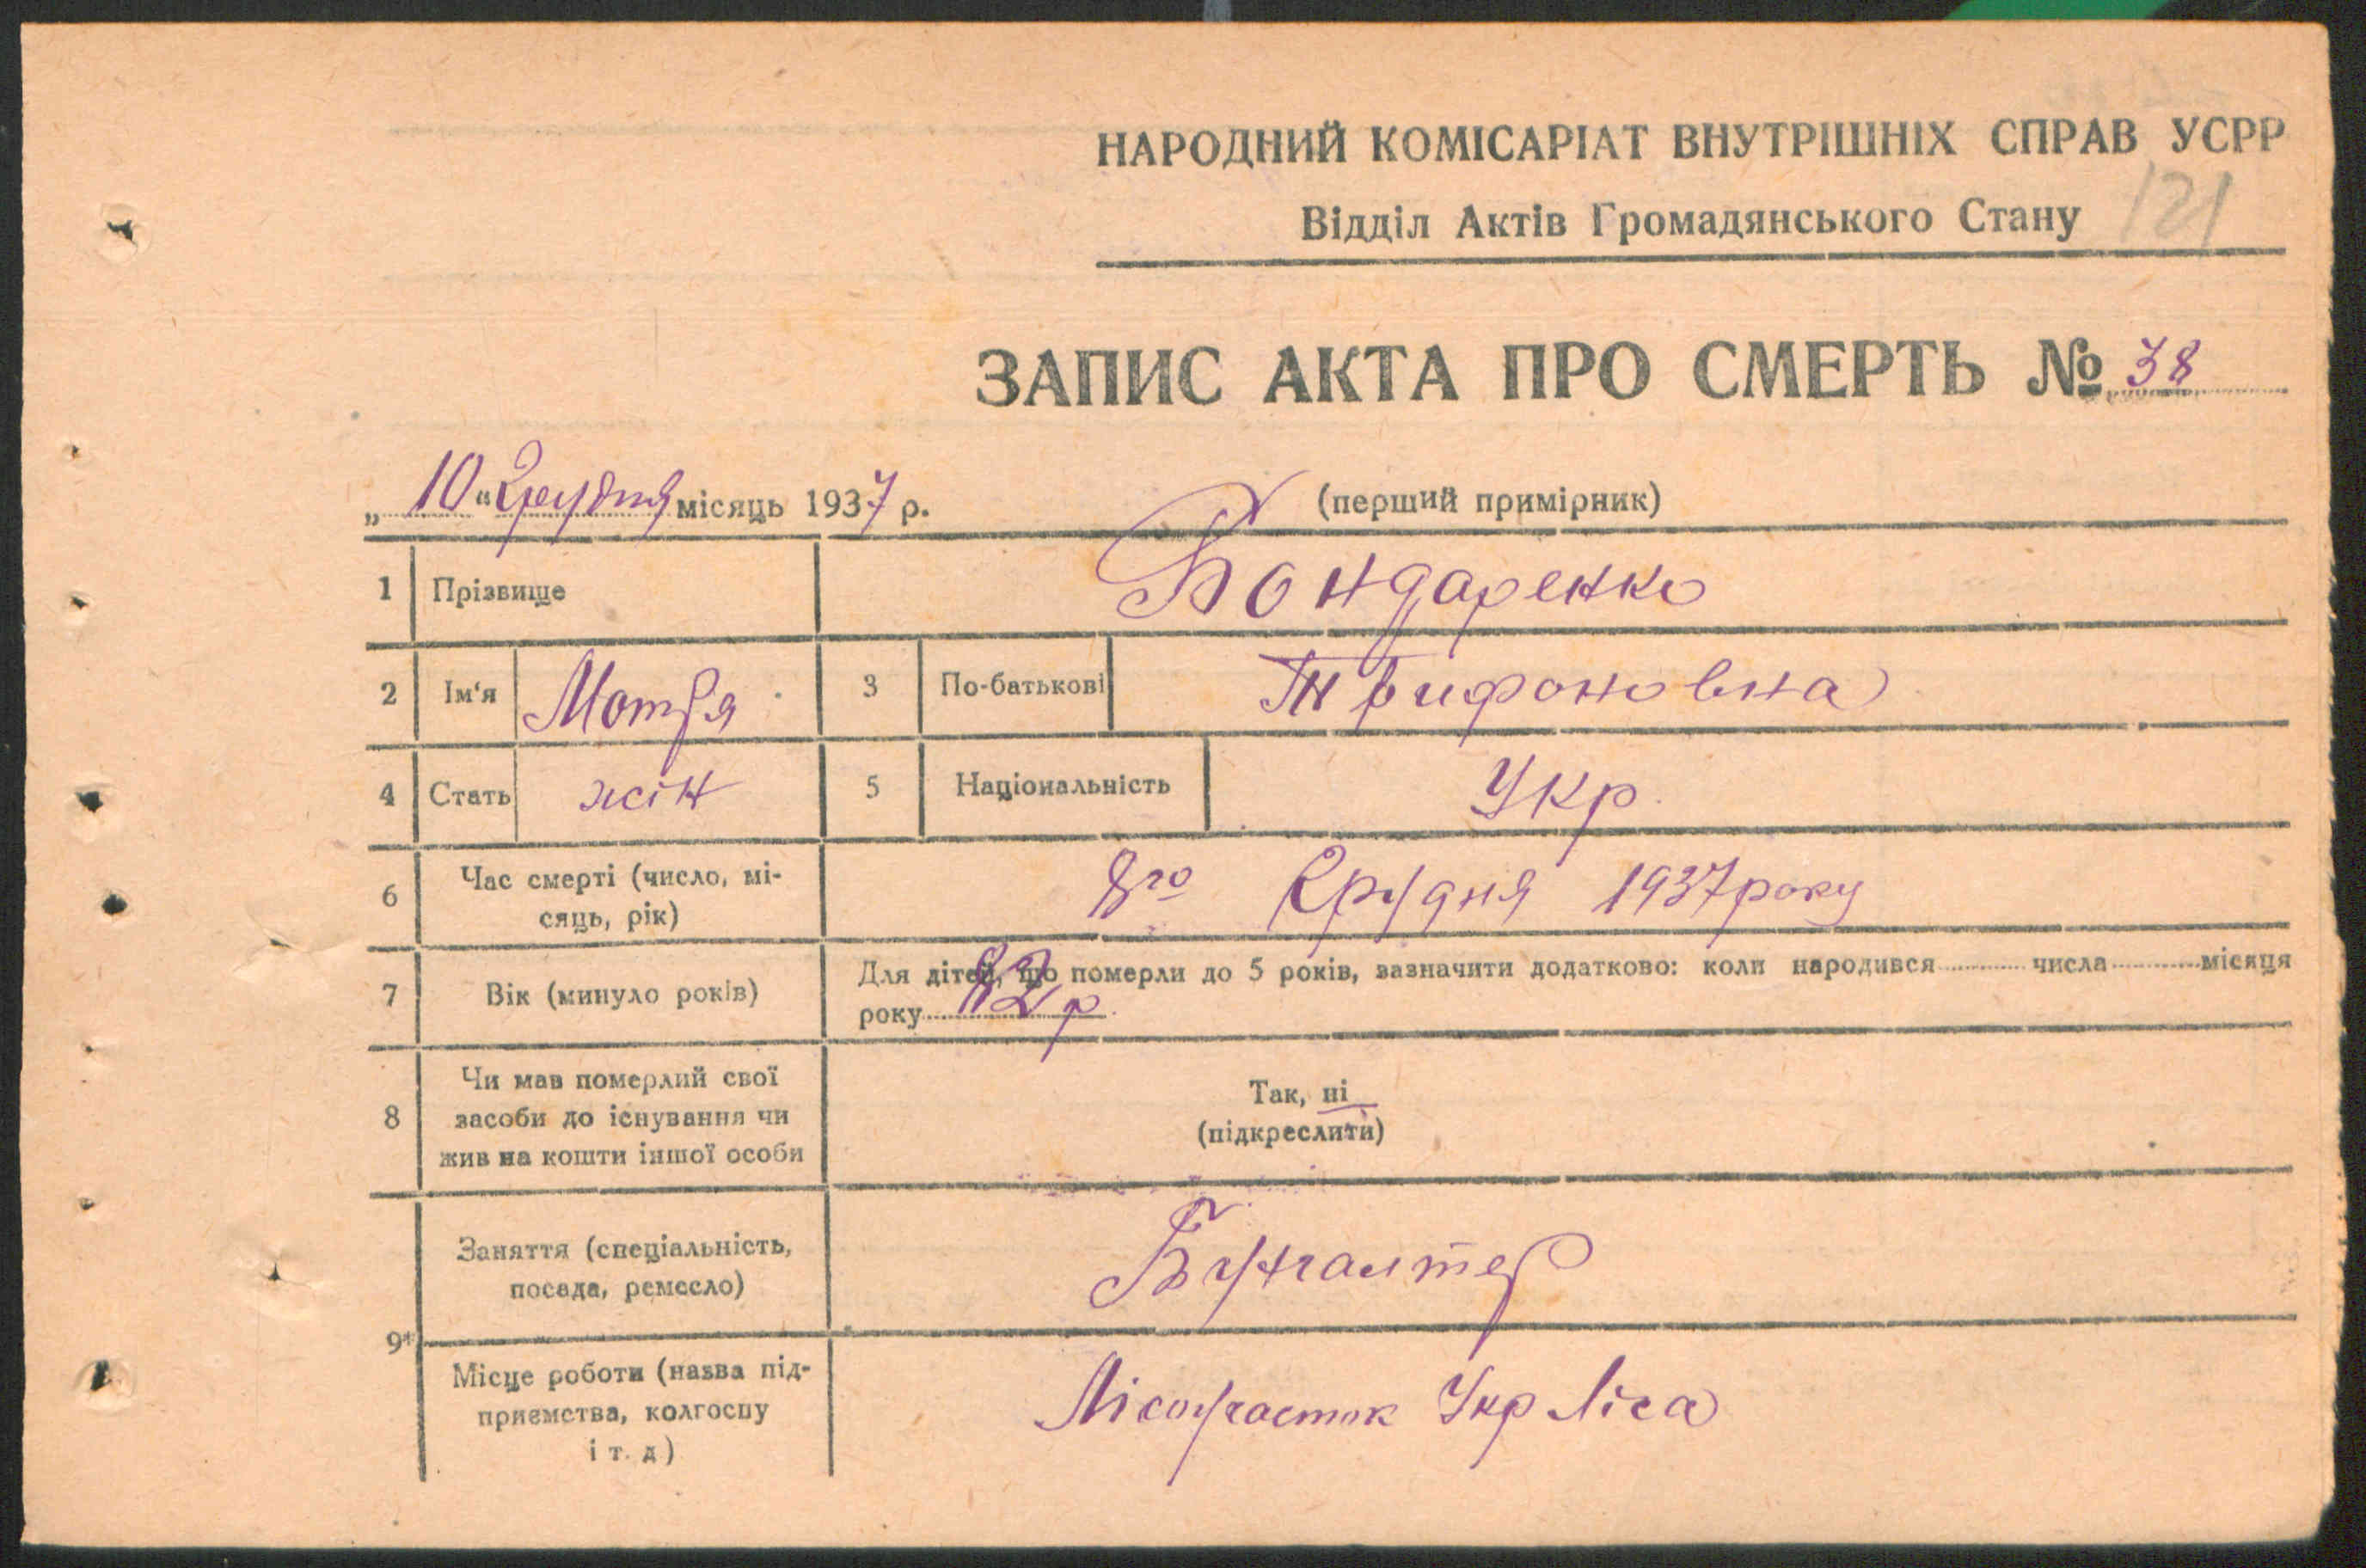 НАРОДНИЙ КОМІСАРІАТ ВНУТРІШНІХ СПРАВ УСРР
121
Відділ Актів Громадянського Стану
ЗАПИС АКТА ПРО СМЕРТЬ № 38
„10“ Грудня місяць 1937 р.
(перший примірник)
1 Прізвище Бондаренко
2 Ім‘я Мотря 3 По-батькові Трифоновна
4 Стать жін 5 Національність Укр
6 Час смерті (число, мі-
сяць, рік)
8го Грудня 1937 року
7 Вік (минуло років)
Для дітей, що померли до 5 років, зазначити додатково: коли народився числа місяця
року 82 р
8 Чи мав померлий свої
засоби до існування чи
жив на кошти іншої особи
Так, ні
(підкреслити)
9
Заняття (спеціальність,
посада, ремесло)
Бухгалтер
Місце роботи (назва під-
приємства, колгоспу
і т. д)
Лісоучасток УкрЛіса